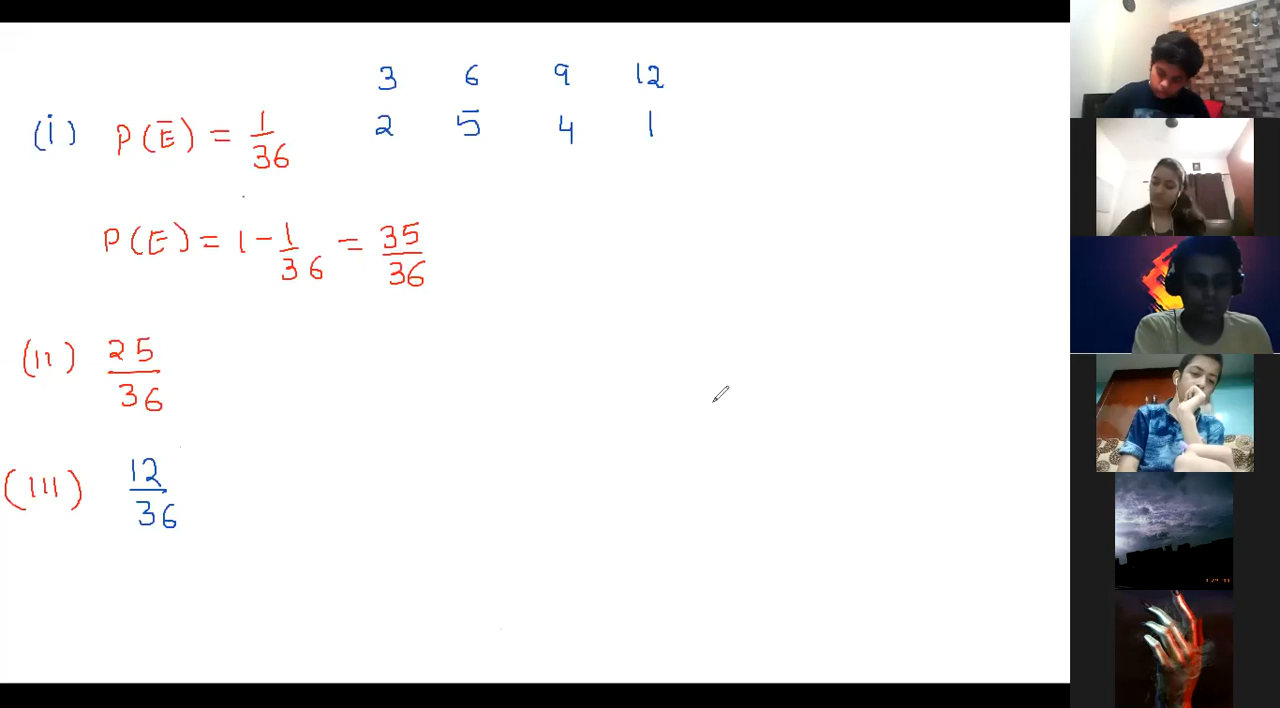 3 6 9 12
(i) P(Ē) = 1/36 2 5 4 1
P(E) = 1 - 1/36 = 35/36
(ii) 25/36
(iii) 12/36